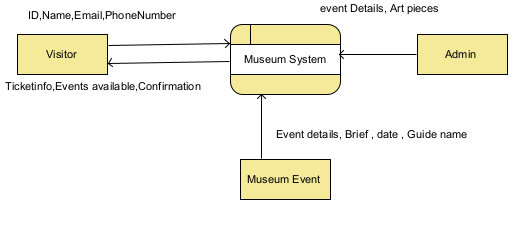 event Details, Art pieces
ID,Name,Email,PhoneNumber
Visitor
Museum System
Admin
Ticketinfo,Events available,Confirmation
Event details, Brief , date , Guide name
Museum Event